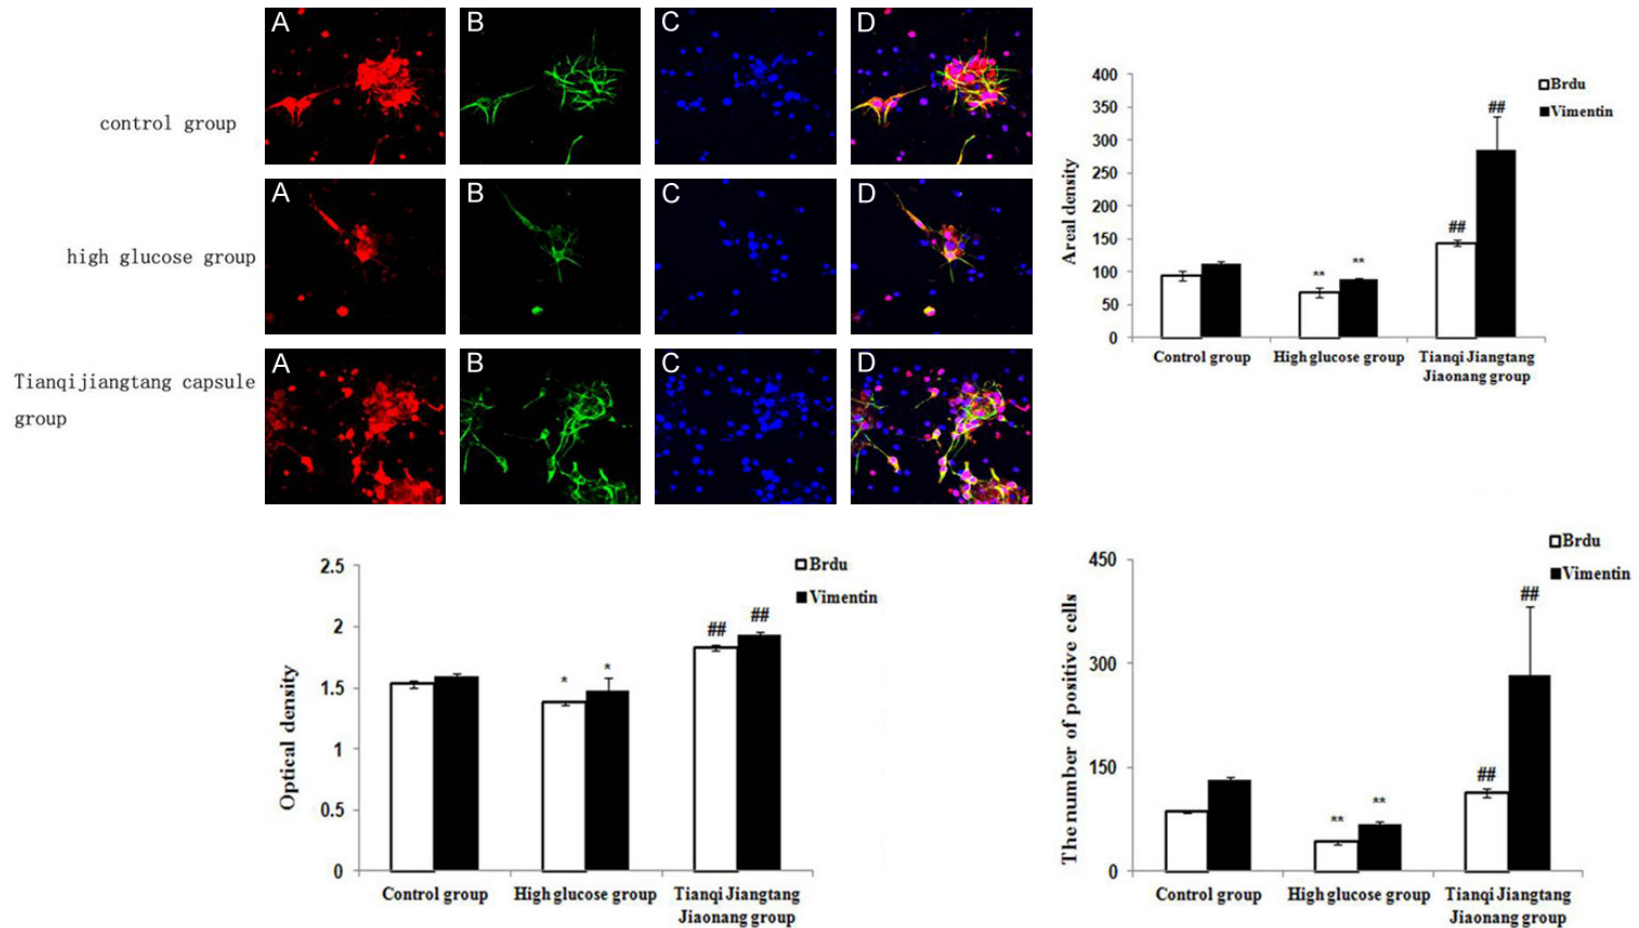 A B C D
control group
A B C D
high glucose group
A B C D
Tianqijiangtang capsule
group
400
350
300
250
200
150
100
50
0
Areal density
Brdu
Vimentin
##
##
**
**
Control group
High glucose group
Tianqi Jiangtang
Jiaonang group
2.5
2
1.5
1
0.5
0
Optical density
Brdu
Vimentin
##
##
*
*
Control group
High glucose group
Tianqi Jiangtang
Jiaonang group
450
300
150
0
The number of positive cells
Brdu
Vimentin
##
##
**
**
Control group
High glucose group
Tianqi Jiangtang
Jiaonang group